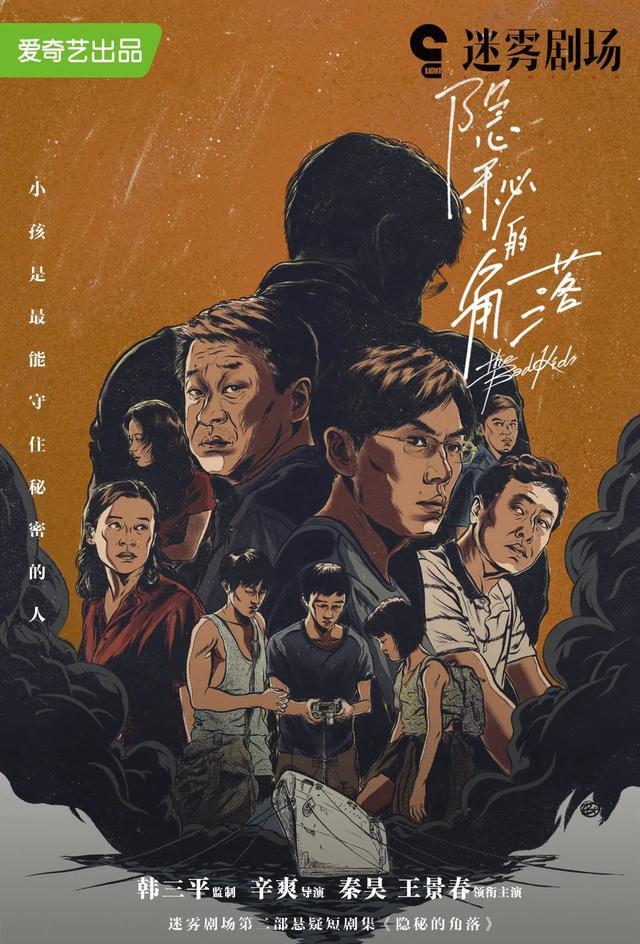 爱奇艺出品
LIGHT
迷雾剧场
隐秘的角落
the Bad Kids
小孩是最能守住秘密的人
韩三平监制 辛爽导演 秦昊 王景春领衔主演
迷雾剧场第二部悬疑短剧集《隐秘的角落》